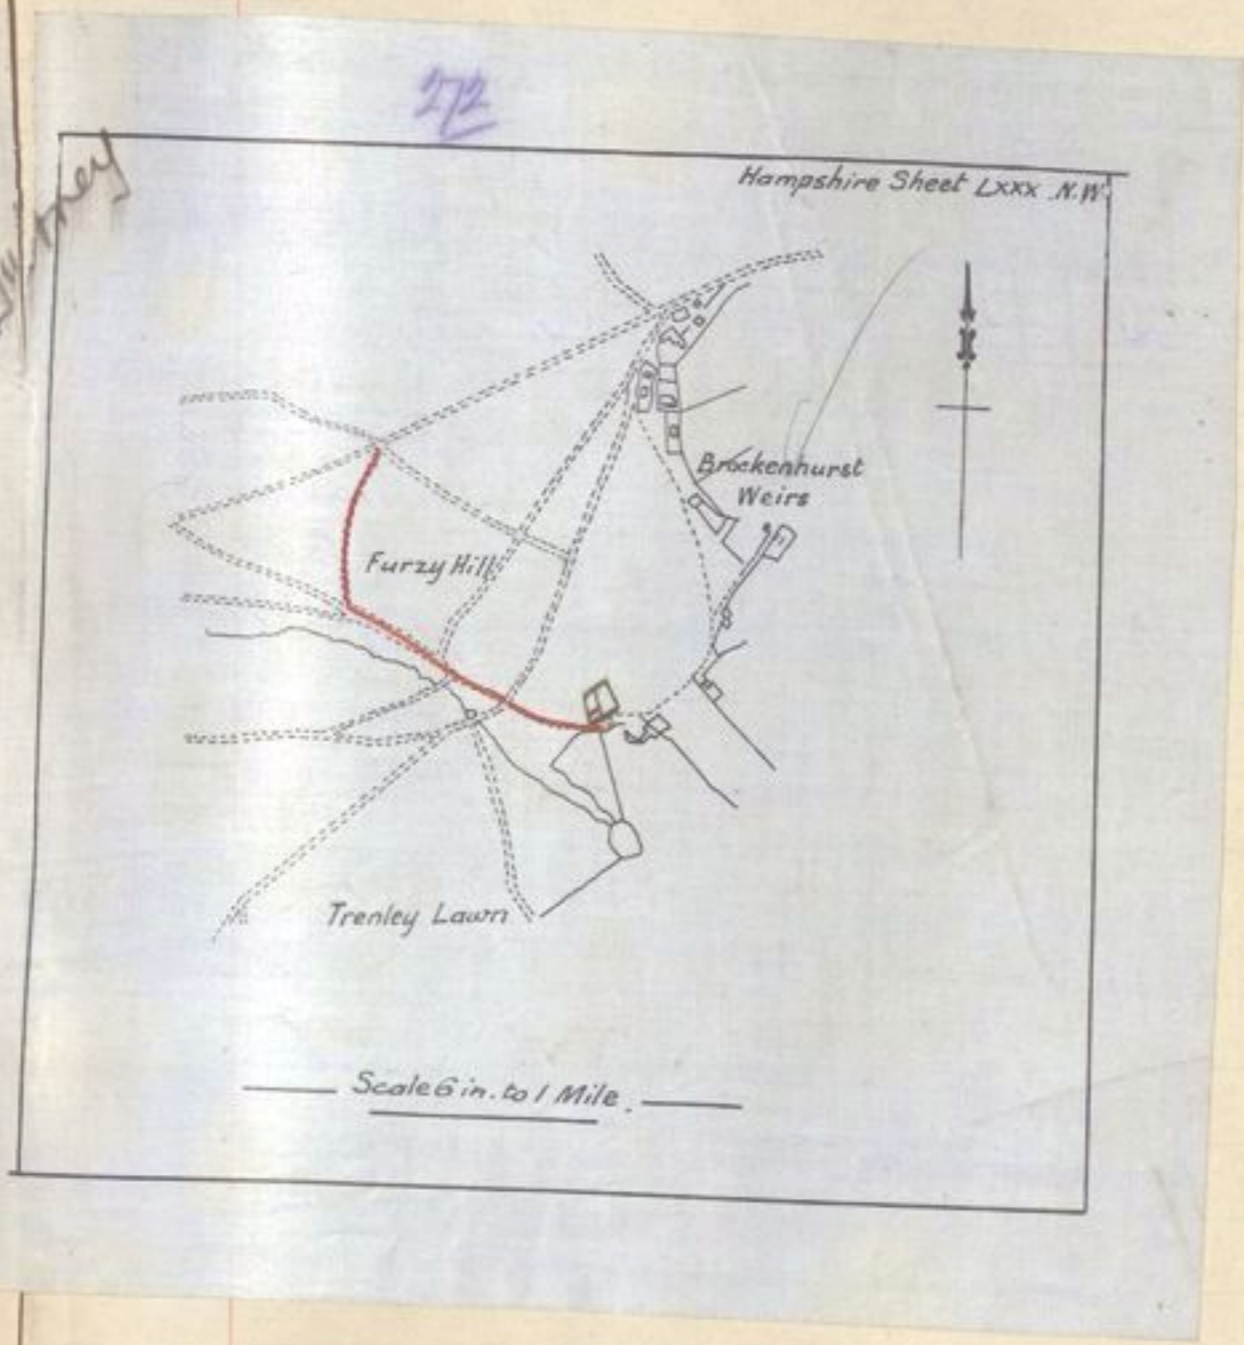 272
Hampshire Sheet LXXX .N.W.
Brockenhurst
Weirs
Furzy Hill
Trenley Lawn
Scale 6 in. to 1 Mile.